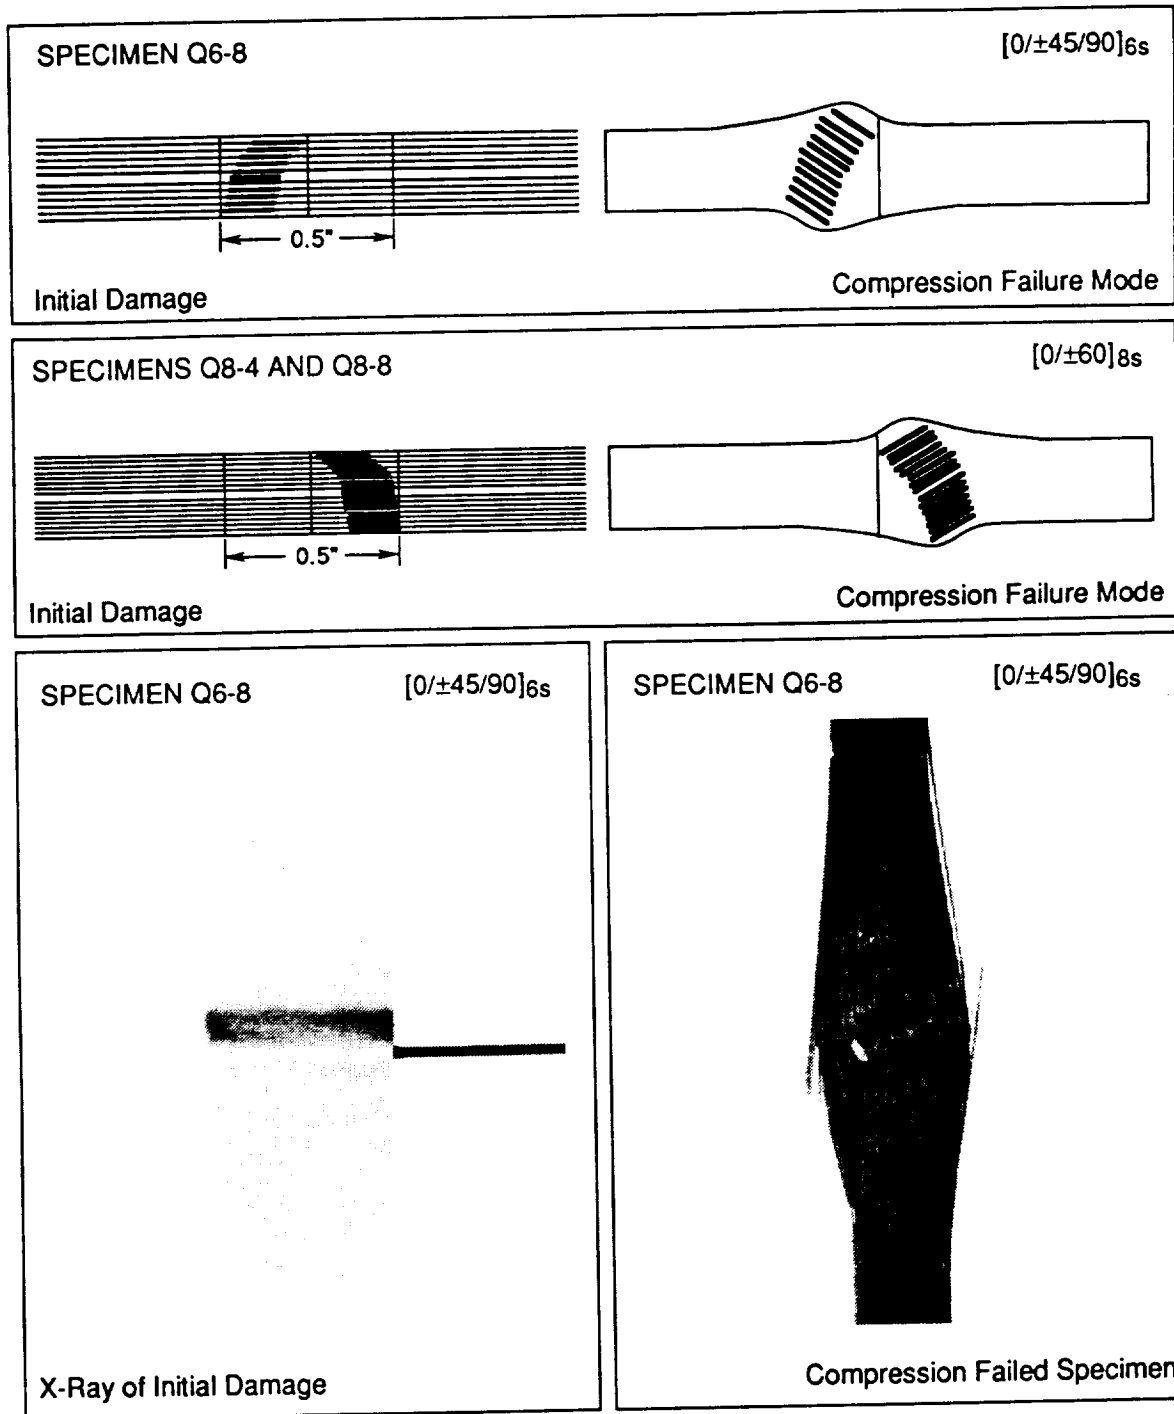 SPECIMEN Q6-8
[0/±45/90]6s
0.5"
Initial Damage
Compression Failure Mode
SPECIMENS Q8-4 AND Q8-8
[0/±60]8s
0.5"
Initial Damage
Compression Failure Mode
SPECIMEN Q6-8
[0/±45/90]6s
X-Ray of Initial Damage
SPECIMEN Q6-8
[0/±45/90]6s
Compression Failed Specimen